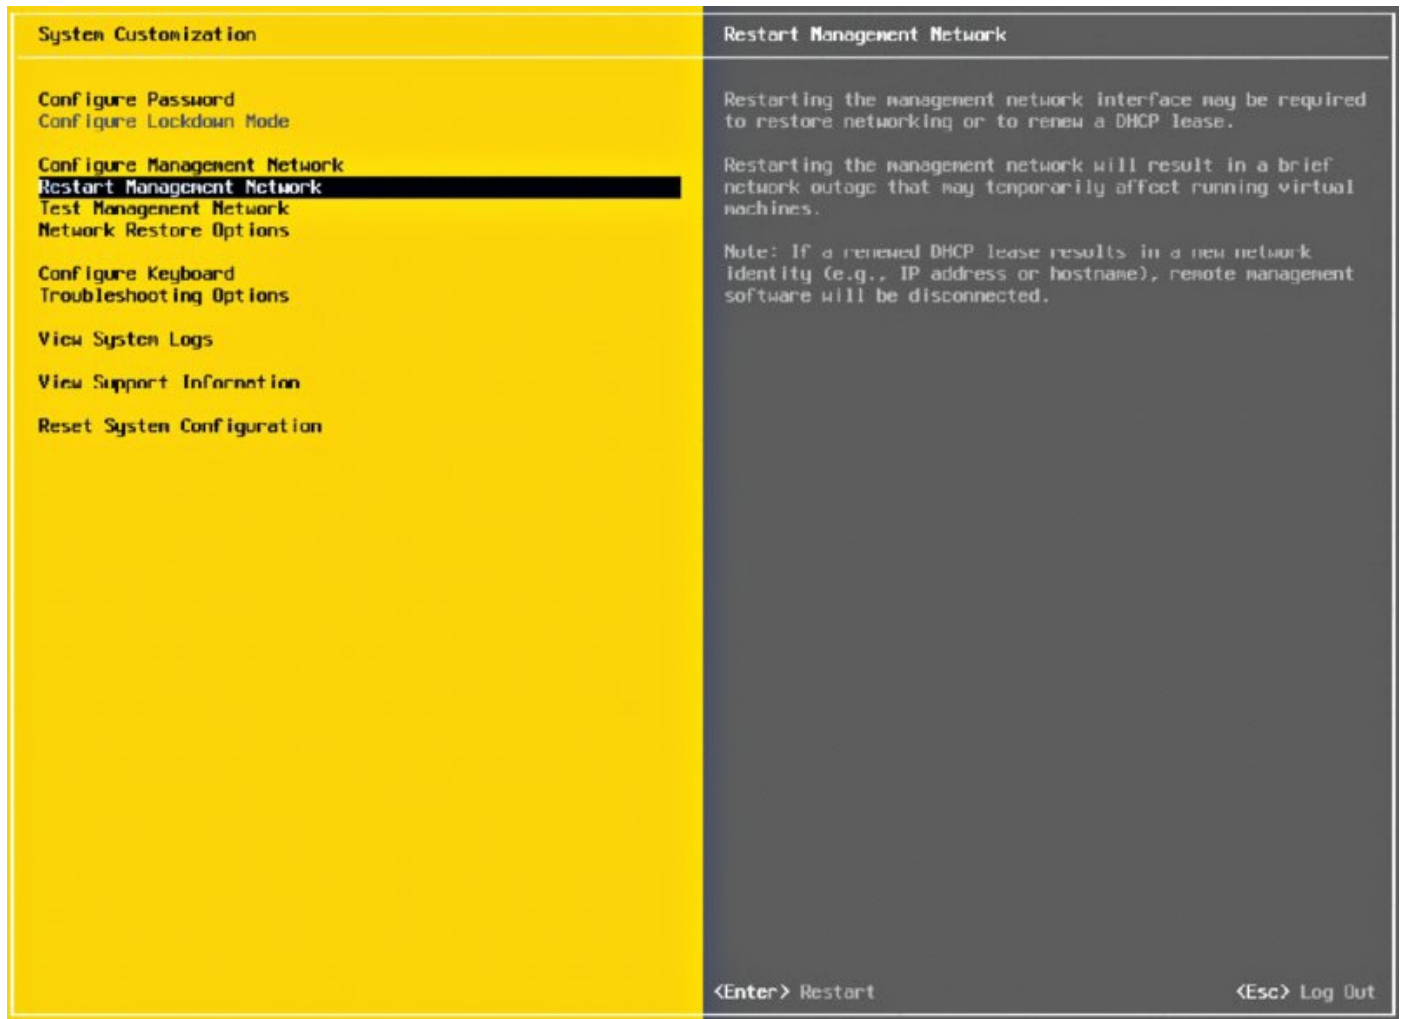 System Customization
Configure Password
Configure Lockdown Mode
Configure Management Network
Restart Management Network
Test Management Network
Network Restore Options
Configure Keyboard
Troubleshooting Options
View System Logs
View Support Information
Reset System Configuration
Restart Management Network
Restarting the management network interface may be required
to restore networking or to renew a DHCP lease.
Restarting the management network will result in a brief
network outage that may temporarily affect running virtual
machines.
Note: If a renewed DHCP lease results in a new network
identity (e.g., IP address or hostname), remote management
software will be disconnected.
<Enter> Restart
<Esc> Log Out